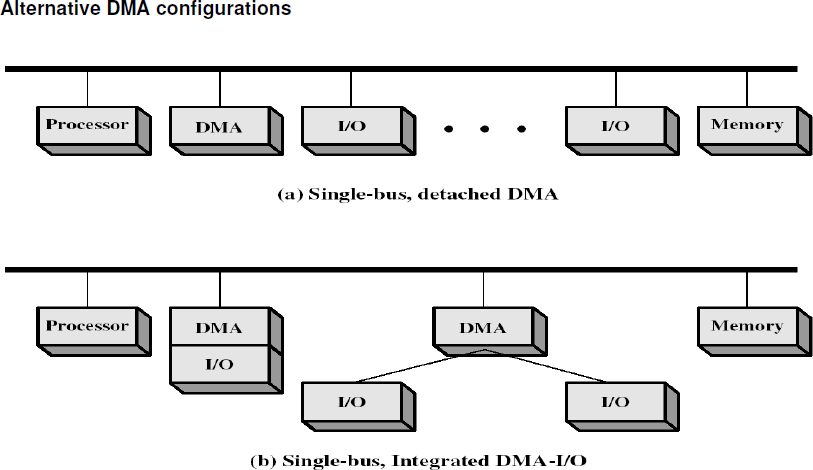 Alternative DMA configurations
Processor DMA I/O • • • I/O Memory
(a) Single-bus, detached DMA
Processor DMA DMA Memory
I/O
I/O I/O
(b) Single-bus, Integrated DMA-I/O